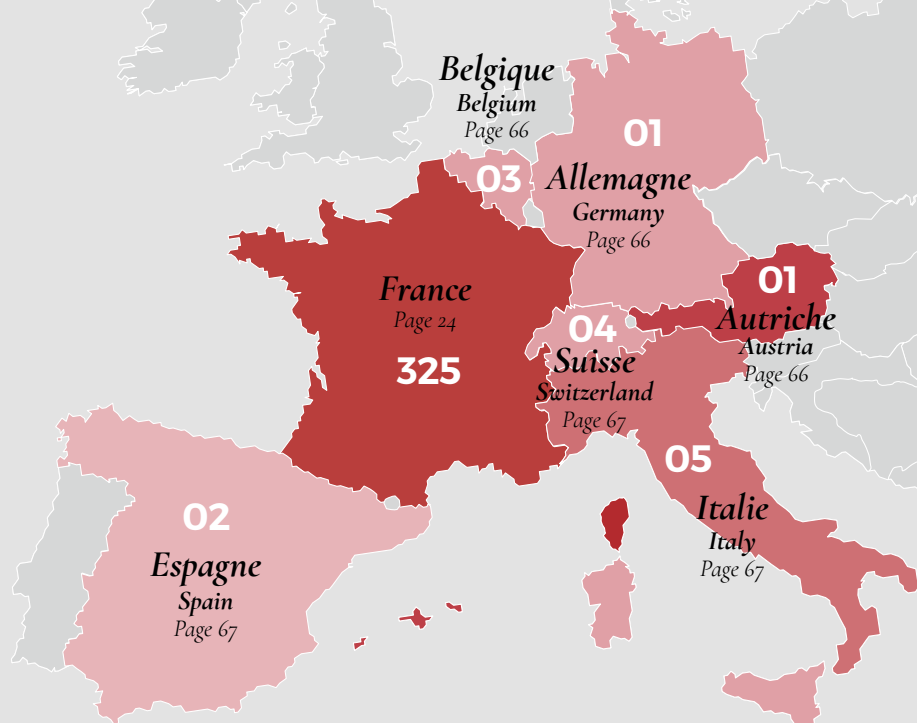 Belgique
Belgium
Page 66
03
01
Allemagne
Germany
Page 66
France
Page 24
325
01
Autriche
Austria
Page 66
04
Suisse
Switzerland
Page 67
05
Italie
Italy
Page 67
02
Espagne
Spain
Page 67